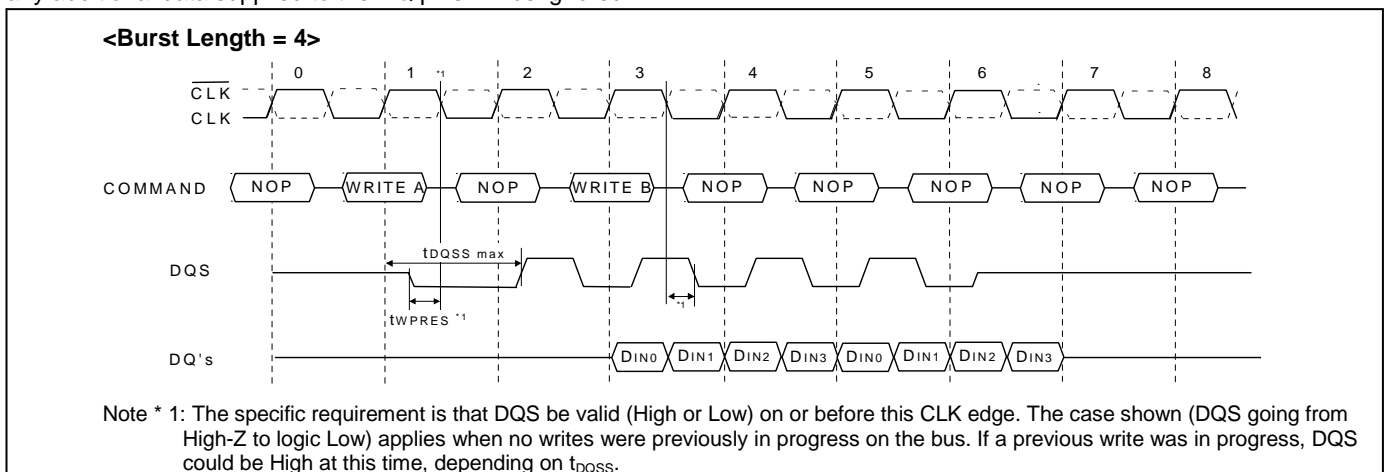 <Burst Length = 4>
0 1 *1 2 3 4 5 6 7 8
CLK
CLK
COMMAND NOP WRITE A NOP WRITE B NOP NOP NOP NOP NOP
tDQSS max
DQS
*1
tWPRES *1
DQ's DIN0 DIN1 DIN2 DIN3 DIN0 DIN1 DIN2 DIN3
Note * 1: The specific requirement is that DQS be valid (High or Low) on or before this CLK edge. The case shown (DQS going from
High-Z to logic Low) applies when no writes were previously in progress on the bus. If a previous write was in progress, DQS
could be High at this time, depending on tDQSS.